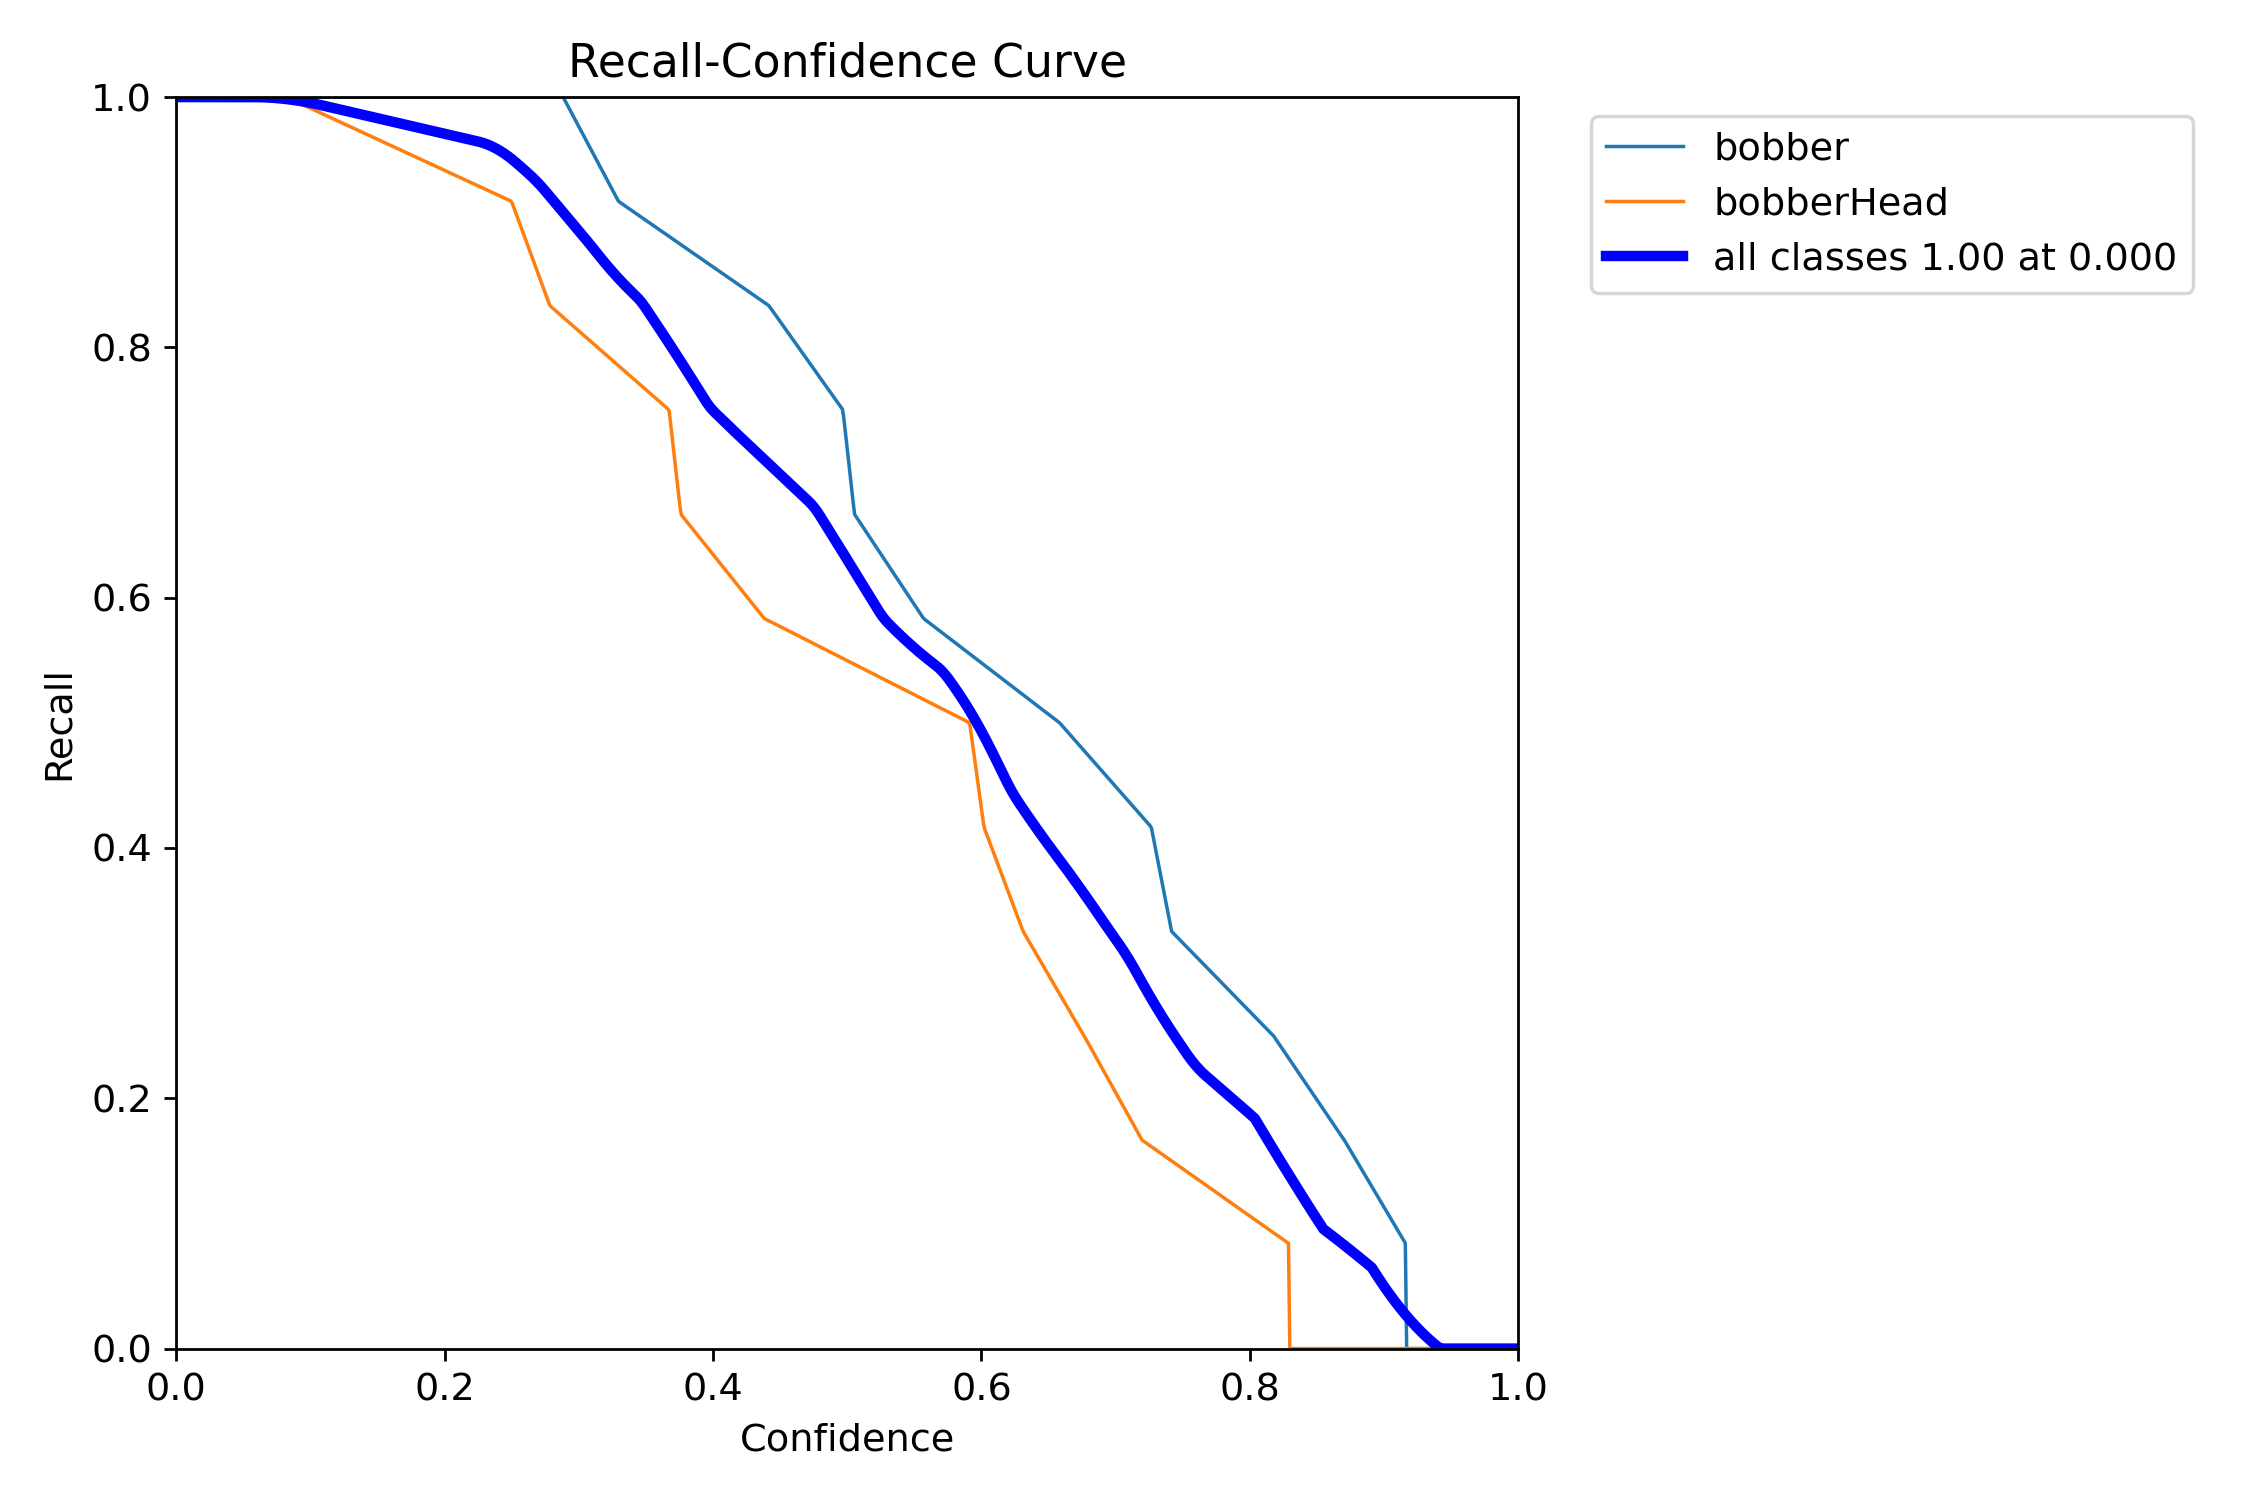 Recall-Confidence Curve
1.0
0.8
0.6
0.4
0.2
0.0
Recall
0.0 0.2 0.4 0.6 0.8 1.0
Confidence
bobber
bobberHead
all classes 1.00 at 0.000